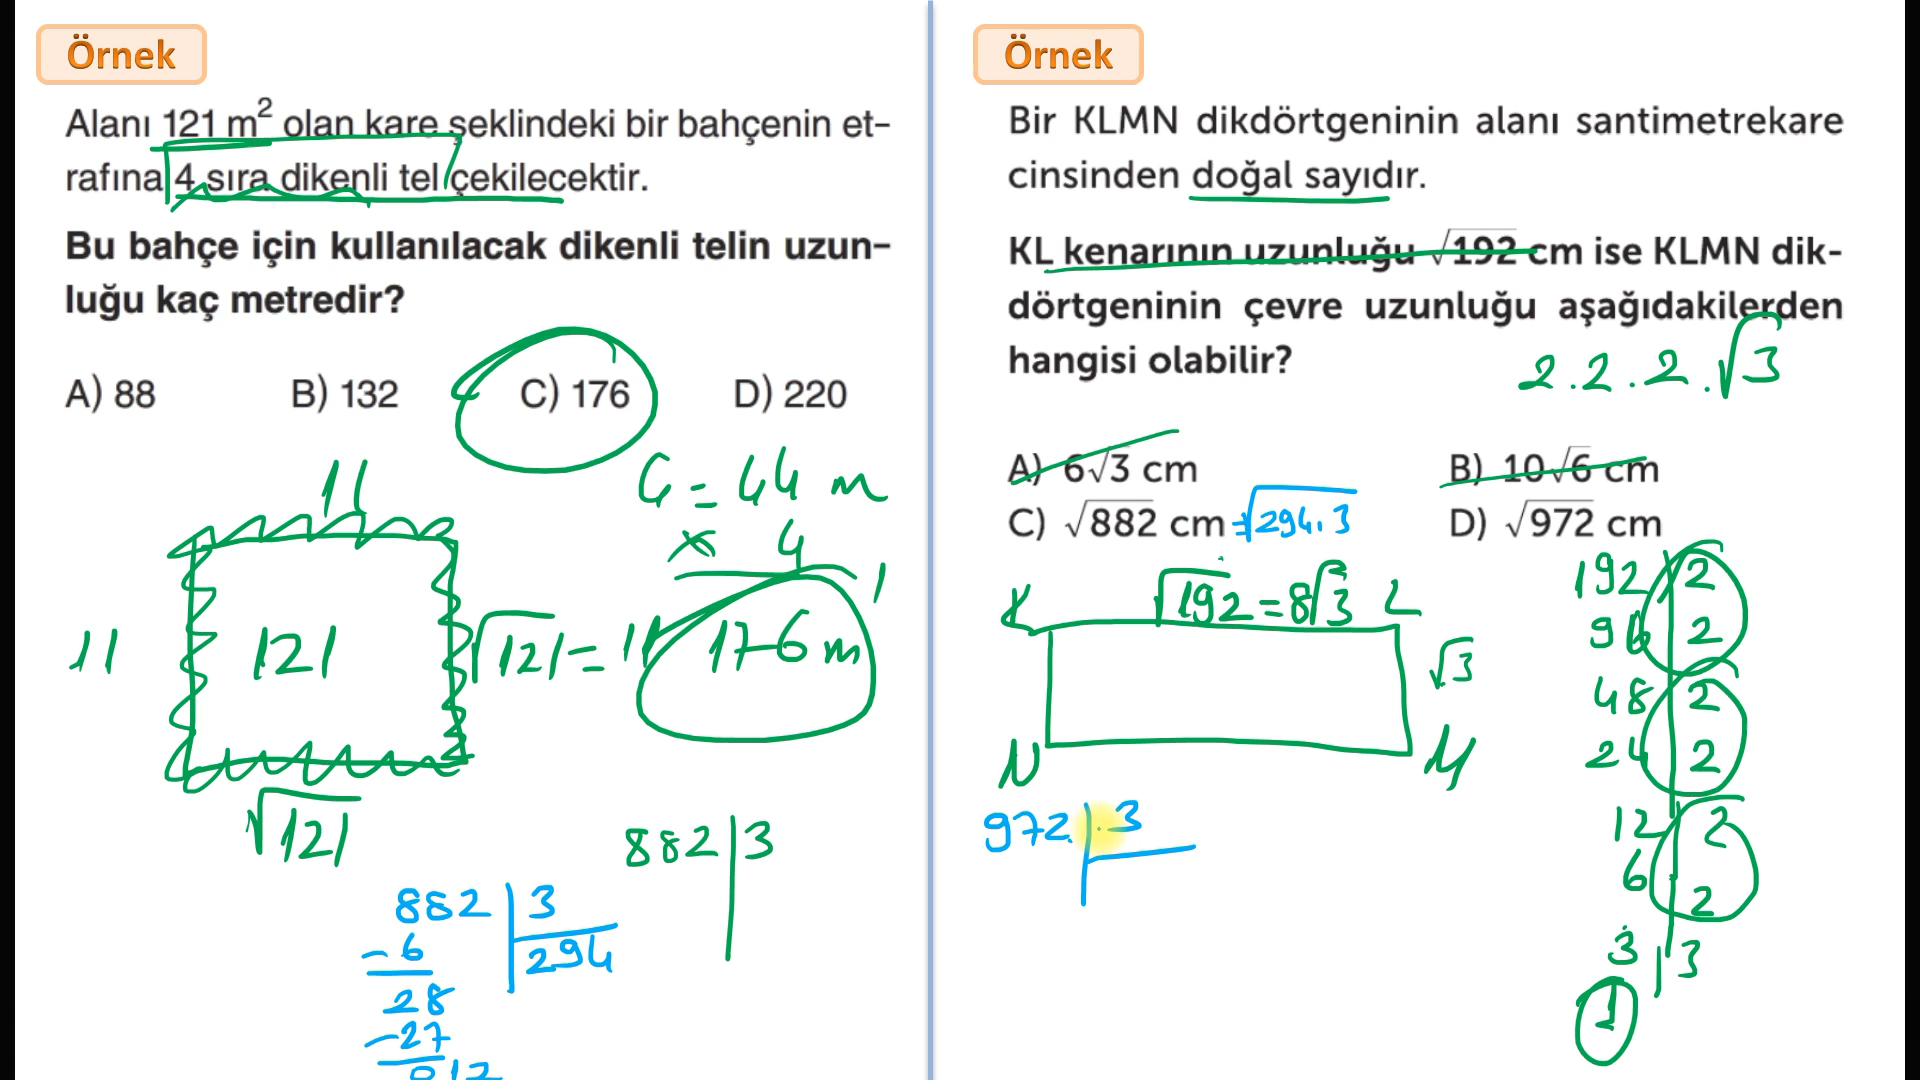 Örnek
Alanı 121 m² olan kare şeklindeki bir bahçenin et-
rafına 4 sıra dikenli tel çekilecektir.
Bu bahçe için kullanılacak dikenli telin uzun-
luğu kaç metredir?
A) 88 B) 132 C) 176 D) 220
11
Ç = 44 m
x 4
176 m
11
121
√121 = 11
√121
882 | 3
882 | 3
294
- 6
28
- 27
012
Örnek
Bir KLMN dikdörtgeninin alanı santimetrekare
cinsinden doğal sayıdır.
KL kenarının uzunluğu √192 cm ise KLMN dik-
dörtgeninin çevre uzunluğu aşağıdakilerden
hangisi olabilir?
2.2.2.√3
A) 6√3 cm B) 10√6 cm
C) √882 cm = √294.3 D) √972 cm
K √192 = 8√3 L
√3
N M
972 | 3
192 | 2
96 | 2
48 | 2
24 | 2
12 | 2
6 | 2
3 | 3
1